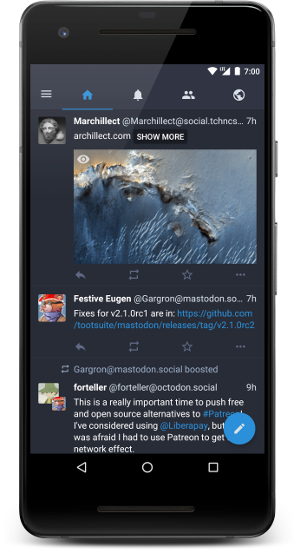 7:00
Marchillect @Marchillect@social.tchncs... 7h
archillect.com SHOW MORE
Festive Eugen @Gargron@mastodon.so... 7h
Fixes for v2.1.0rc1 are in: https://github.com
/tootsuite/mastodon/releases/tag/v2.1.0rc2
Gargron@mastodon.social boosted
forteller @forteller@octodon.social 9h
This is a really important time to push free
and open source alternatives to #Patreo
I've considered using @Liberapay, but
was afraid I had to use Patreon to get
network effect.